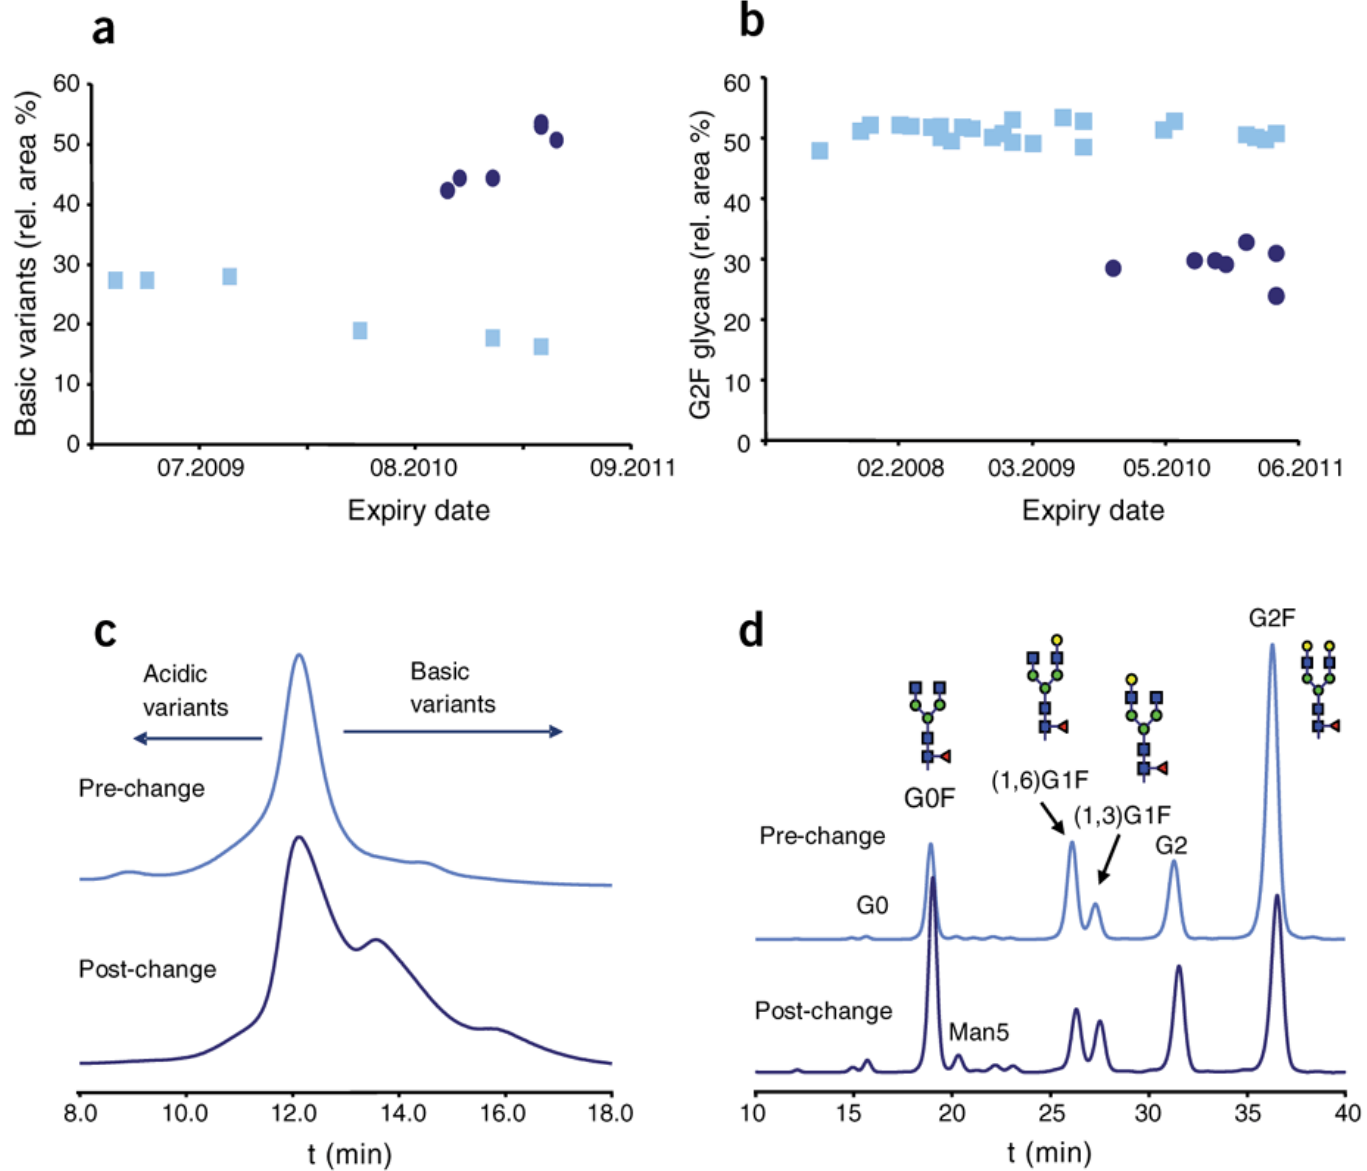 a
Basic variants (rel. area %)
60
50
40
30
20
10
0
07.2009
08.2010
09.2011
Expiry date
b
G2F glycans (rel. area %)
60
50
40
30
20
10
0
02.2008
03.2009
05.2010
06.2011
Expiry date
c
Acidic
variants
Basic
variants
Pre-change
Post-change
8.0
10.0
12.0
14.0
16.0
18.0
t (min)
d
G2F
(1,6)G1F
G0F
(1,3)G1F
Pre-change
G2
G0
Post-change
Man5
10
15
20
25
30
35
40
t (min)